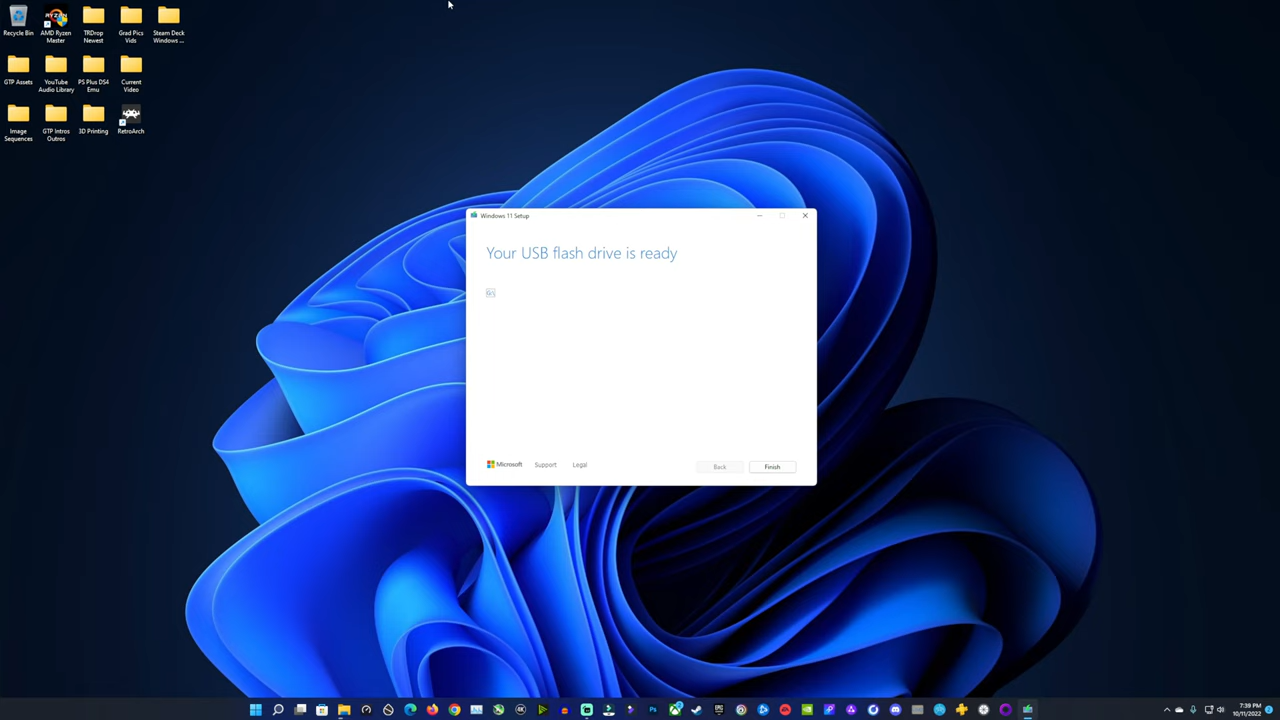 Recycle Bin
AMD Ryzen Master
TRDrop Newest
Grad Pics Vids
Steam Deck Windows ...
GTP Assets
YouTube Audio Library
PS Plus DS4 Emu
Current Video
Image Sequences
GTP Intros Outros
3D Printing
RetroArch
Windows 11 Setup
Your USB flash drive is ready
G:\
Microsoft
Support
Legal
Back
Finish
7:39 PM
10/11/2022